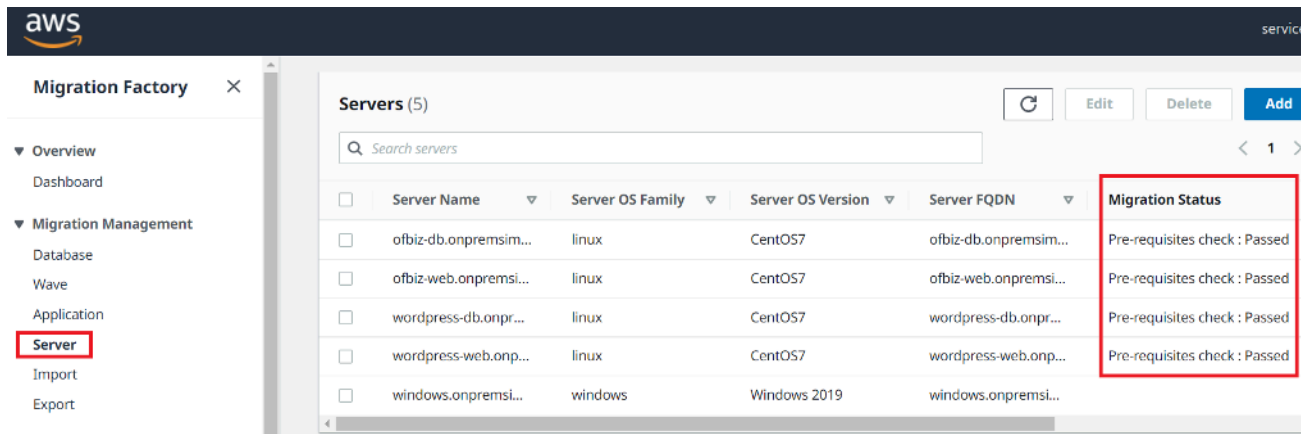 aws
service
Migration Factory
Servers (5)
Edit Delete Add
Search servers
1
Overview
Dashboard
Migration Management
Database
Wave
Application
Server
Import
Export
Server Name Server OS Family Server OS Version Server FQDN Migration Status
ofbiz-db.onpremsim... linux CentOS7 ofbiz-db.onpremsim... Pre-requisites check : Passed
ofbiz-web.onpremsi... linux CentOS7 ofbiz-web.onpremsi... Pre-requisites check : Passed
wordpress-db.onpr... linux CentOS7 wordpress-db.onpr... Pre-requisites check : Passed
wordpress-web.onp... linux CentOS7 wordpress-web.onp... Pre-requisites check : Passed
windows.onpremsi... windows Windows 2019 windows.onpremsi...